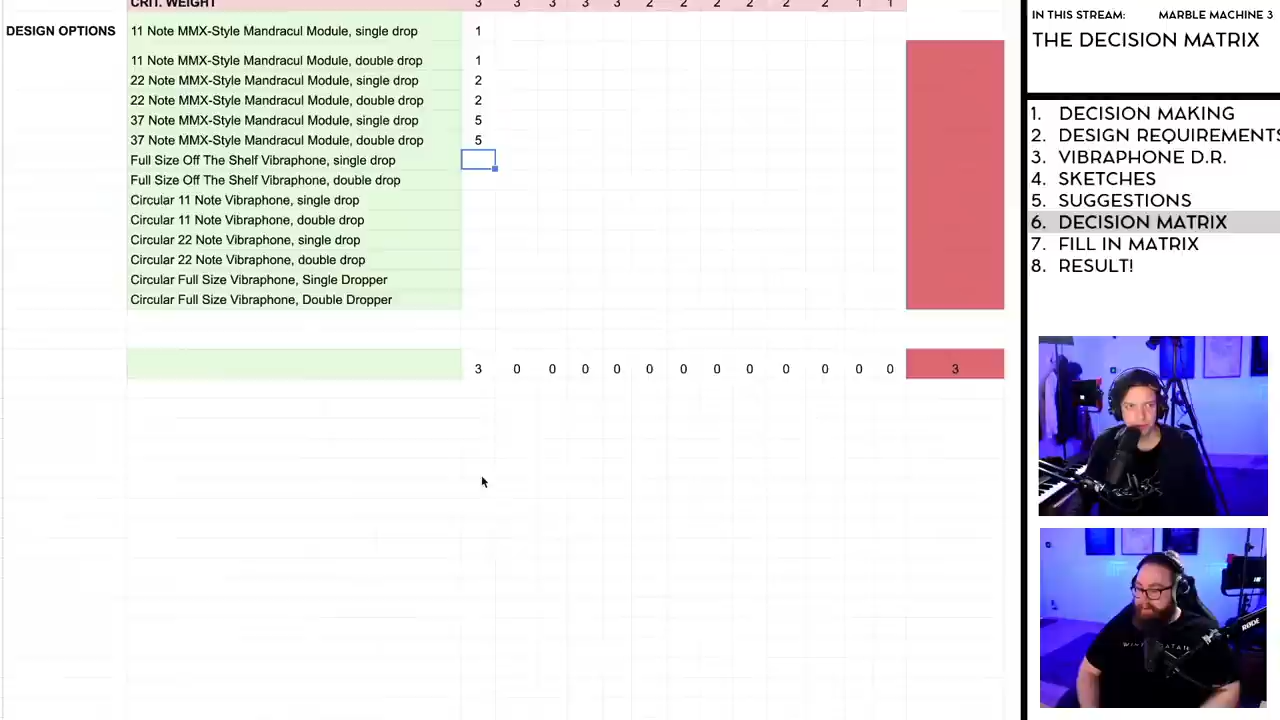 CRIT. WEIGHT 3 3 3 3 3 2 2 2 2 2 2 1 1
DESIGN OPTIONS 11 Note MMX-Style Mandracul Module, single drop 1
11 Note MMX-Style Mandracul Module, double drop 1
22 Note MMX-Style Mandracul Module, single drop 2
22 Note MMX-Style Mandracul Module, double drop 2
37 Note MMX-Style Mandracul Module, single drop 5
37 Note MMX-Style Mandracul Module, double drop 5
Full Size Off The Shelf Vibraphone, single drop
Full Size Off The Shelf Vibraphone, double drop
Circular 11 Note Vibraphone, single drop
Circular 11 Note Vibraphone, double drop
Circular 22 Note Vibraphone, single drop
Circular 22 Note Vibraphone, double drop
Circular Full Size Vibraphone, Single Dropper
Circular Full Size Vibraphone, Double Dropper
3 0 0 0 0 0 0 0 0 0 0 0 0 3
IN THIS STREAM: MARBLE MACHINE 3
THE DECISION MATRIX
1. DECISION MAKING
2. DESIGN REQUIREMENTS
3. VIBRAPHONE D.R.
4. SKETCHES
5. SUGGESTIONS
6. DECISION MATRIX
7. FILL IN MATRIX
8. RESULT!
RODE